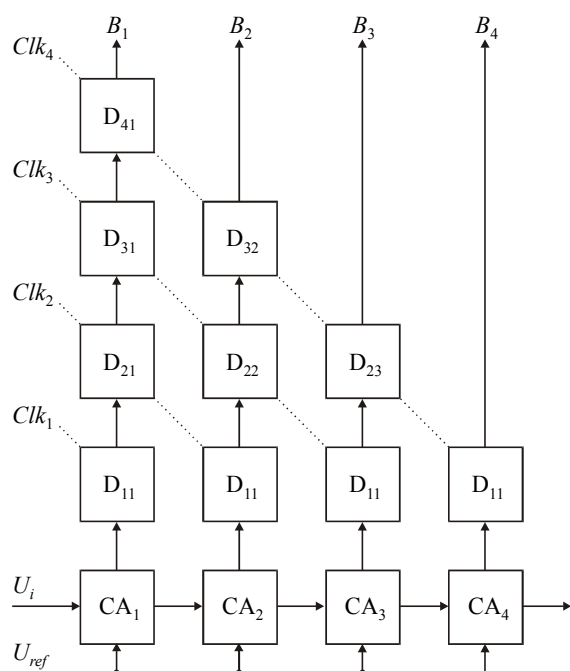 B₁ B₂ B₃ B₄
Clk₄
D₄₁
Clk₃
D₃₁ D₃₂
Clk₂
D₂₁ D₂₂ D₂₃
Clk₁
D₁₁ D₁₁ D₁₁ D₁₁
Uᵢ
CA₁ CA₂ CA₃ CA₄
U_ref